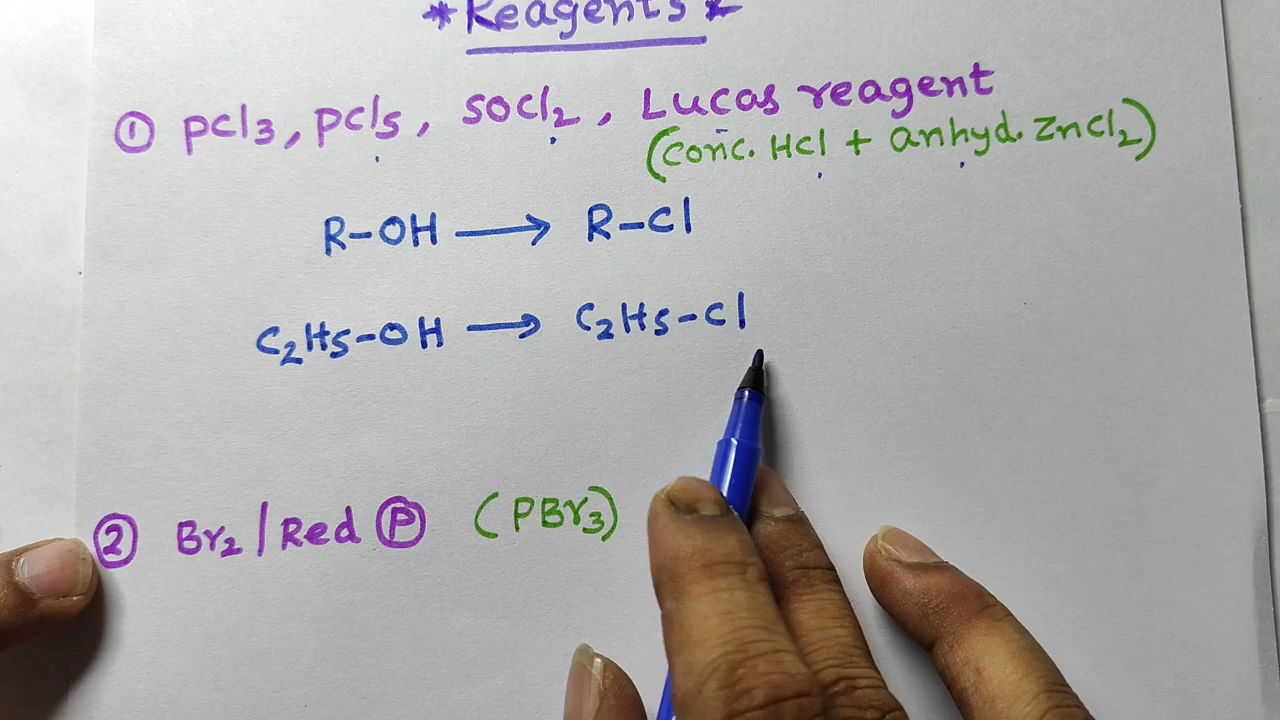 *Reagents*
① PCl3, PCl5, SOCl2, Lucas reagent
(conc. HCl + anhyd. ZnCl2)
R-OH → R-Cl
C2H5-OH → C2H5-Cl
② Br2/Red Ⓟ (PBr3)